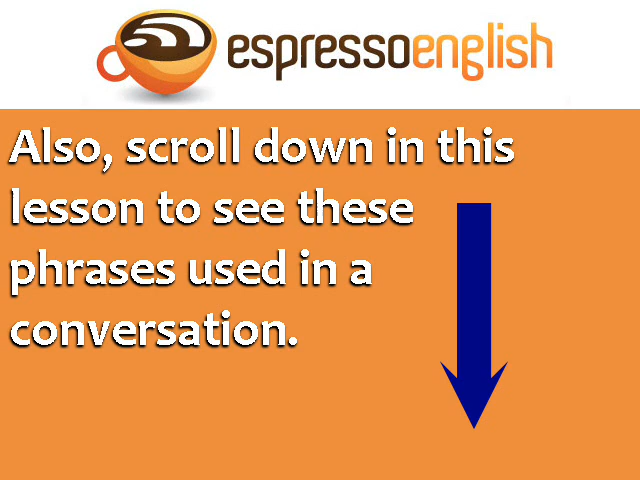 espressoenglish
Also, scroll down in this
lesson to see these
phrases used in a
conversation.